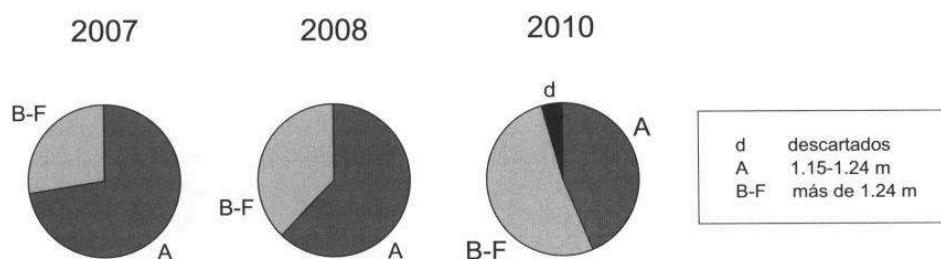 2007
2008
2010
B-F
A
B-F
A
d
A
B-F
d descartados
A 1.15-1.24 m
B-F más de 1.24 m